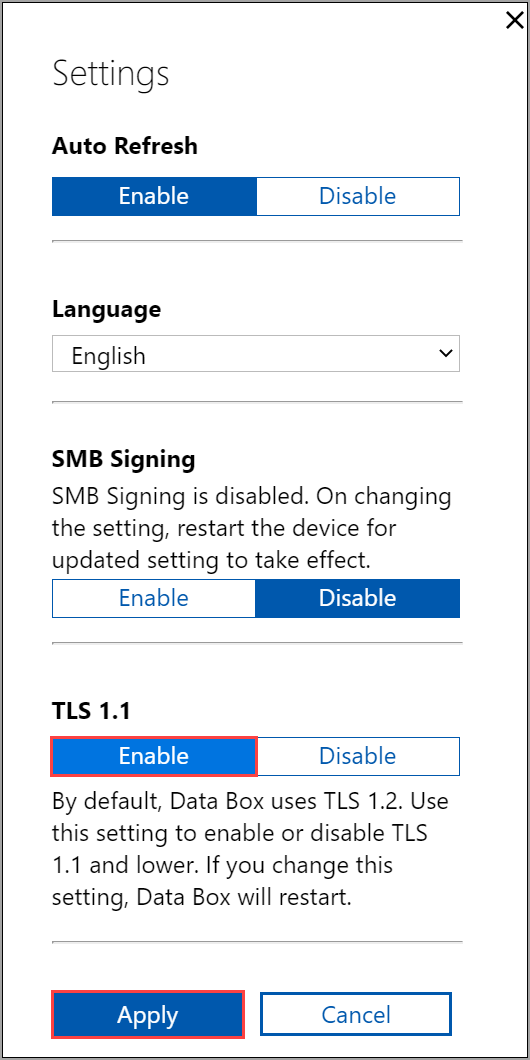 Settings
Auto Refresh
Enable Disable
Language
English
SMB Signing
SMB Signing is disabled. On changing
the setting, restart the device for
updated setting to take effect.
Enable Disable
TLS 1.1
Enable Disable
By default, Data Box uses TLS 1.2. Use
this setting to enable or disable TLS
1.1 and lower. If you change this
setting, Data Box will restart.
Apply Cancel